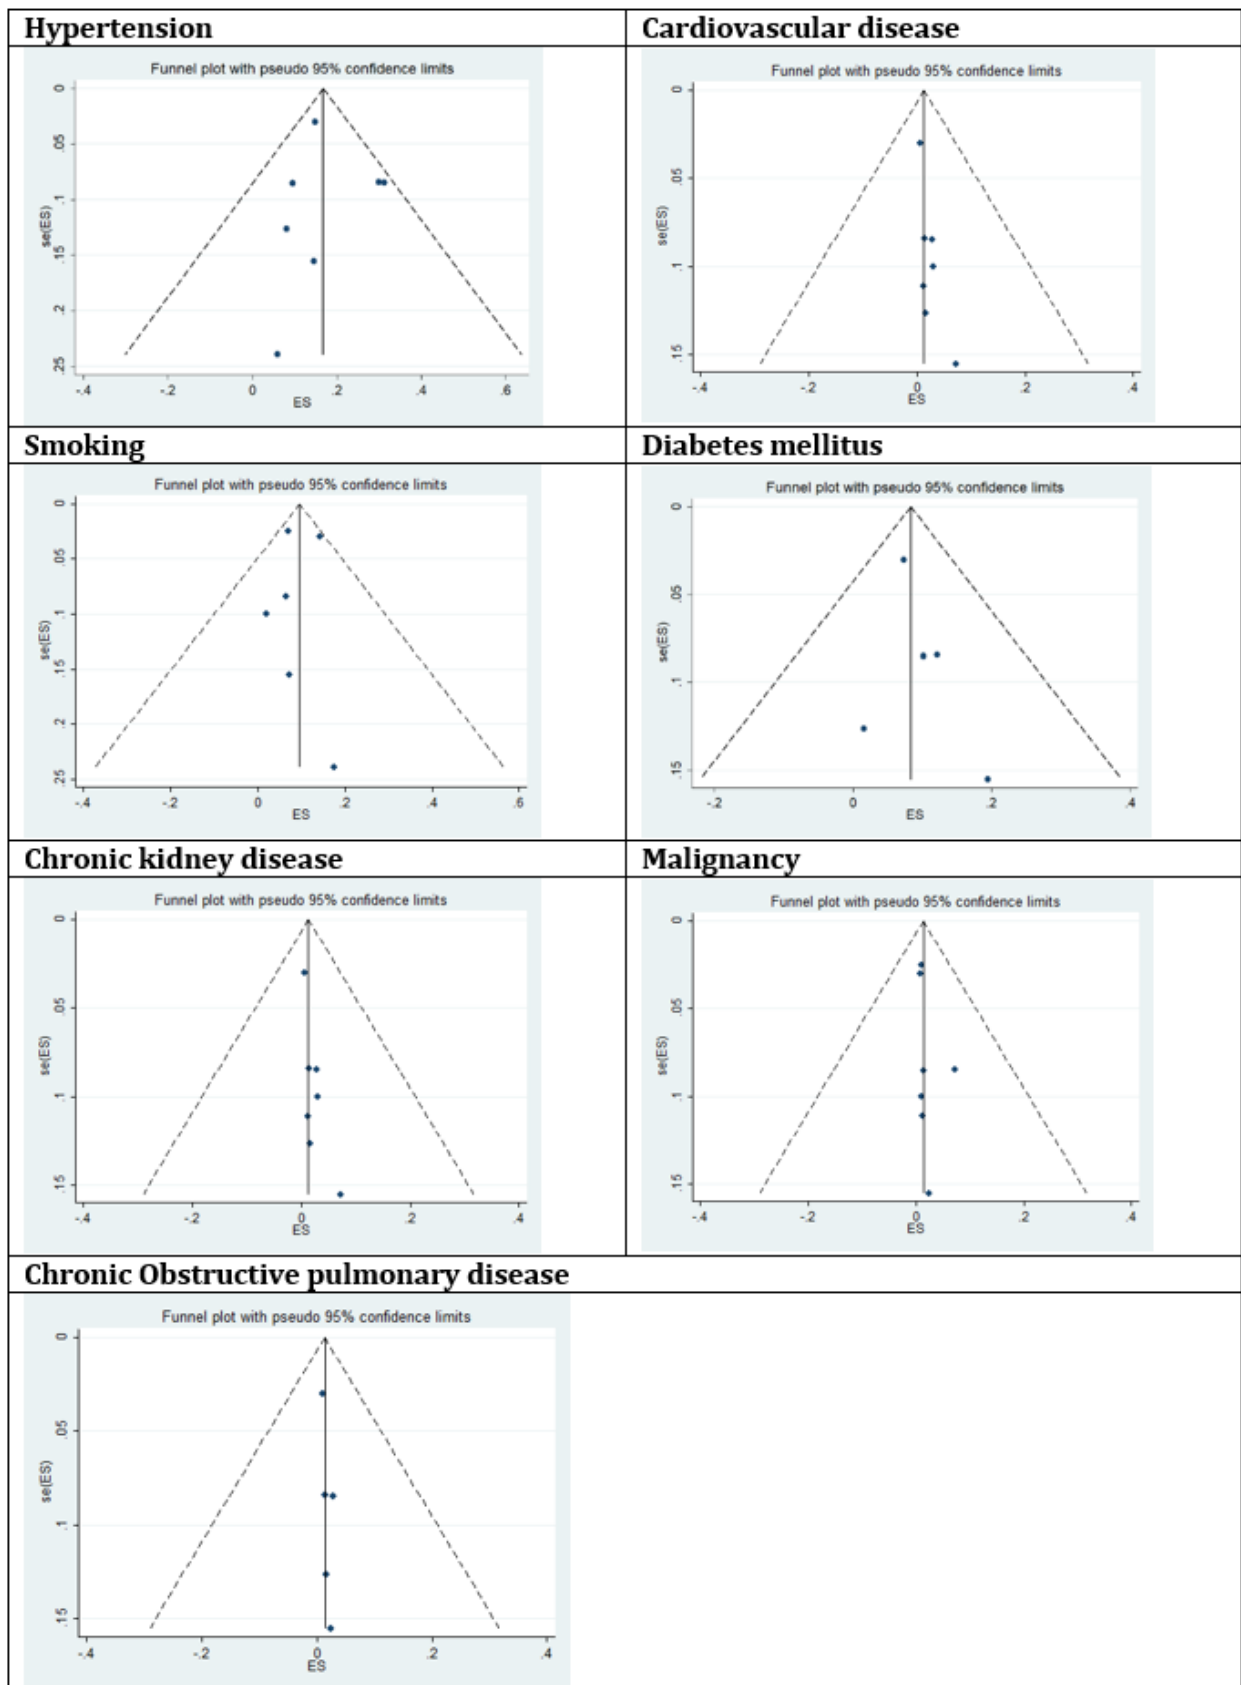 Hypertension
Cardiovascular disease
Funnel plot with pseudo 95% confidence limits
se(ES)
0
.05
.1
.15
.2
.25
-.4
-.2
0
.2
.4
.6
ES
Funnel plot with pseudo 95% confidence limits
se(ES)
0
.05
.1
.15
-.4
-.2
0
.2
.4
ES
Smoking
Diabetes mellitus
Funnel plot with pseudo 95% confidence limits
se(ES)
0
.05
.1
.15
.2
.25
-.4
-.2
0
.2
.4
.6
ES
Funnel plot with pseudo 95% confidence limits
se(ES)
0
.05
.1
.15
-.2
0
.2
.4
ES
Chronic kidney disease
Malignancy
Funnel plot with pseudo 95% confidence limits
se(ES)
0
.05
.1
.15
-.4
-.2
0
.2
.4
ES
Funnel plot with pseudo 95% confidence limits
se(ES)
0
.05
.1
.15
-.4
-.2
0
.2
.4
ES
Chronic Obstructive pulmonary disease
Funnel plot with pseudo 95% confidence limits
se(ES)
0
.05
.1
.15
-.4
-.2
0
.2
.4
ES